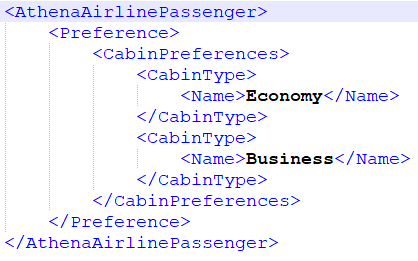 <AthenaAirlinePassenger>
<Preference>
<CabinPreferences>
<CabinType>
<Name>Economy</Name>
</CabinType>
<CabinType>
<Name>Business</Name>
</CabinType>
</CabinPreferences>
</Preference>
</AthenaAirlinePassenger>